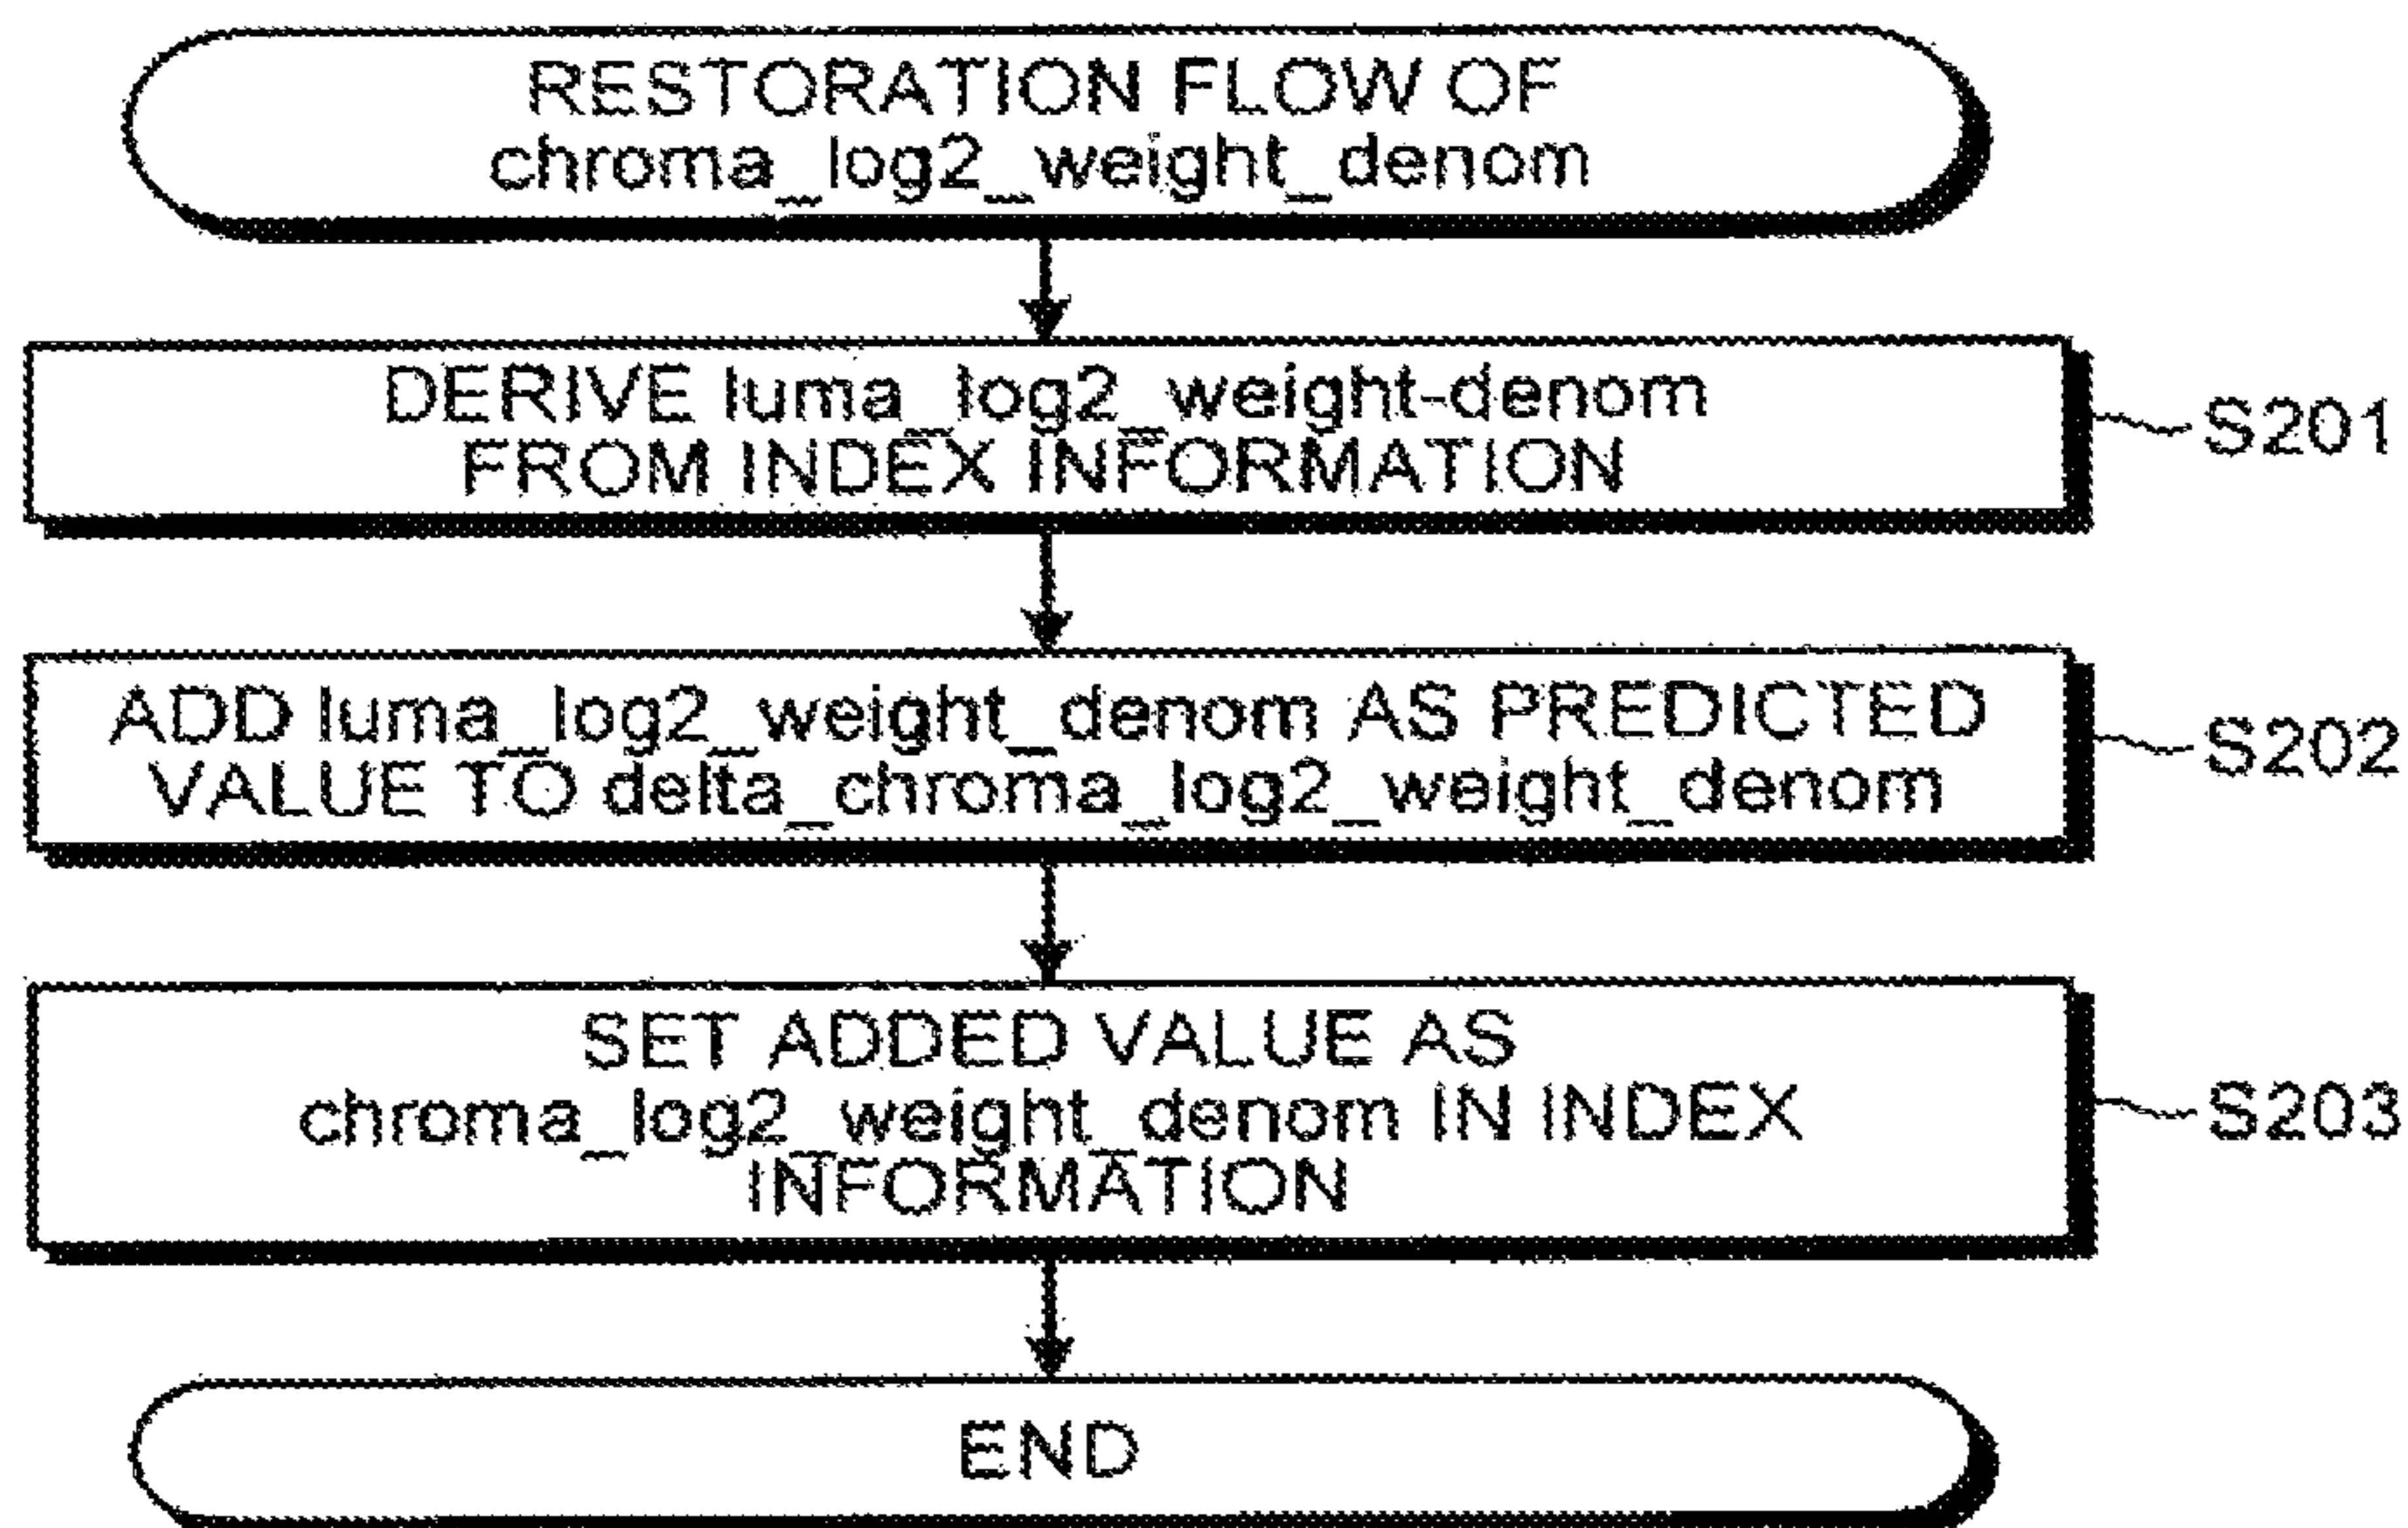 RESTORATION FLOW OF
chroma_log2_weight_denom
DERIVE luma_log2_weight-denom
FROM INDEX INFORMATION
S201
ADD luma_log2_weight_denom AS PREDICTED
VALUE TO delta_chroma_log2_weight_denom
S202
SET ADDED VALUE AS
chroma_log2_weight_denom IN INDEX
INFORMATION
S203
END